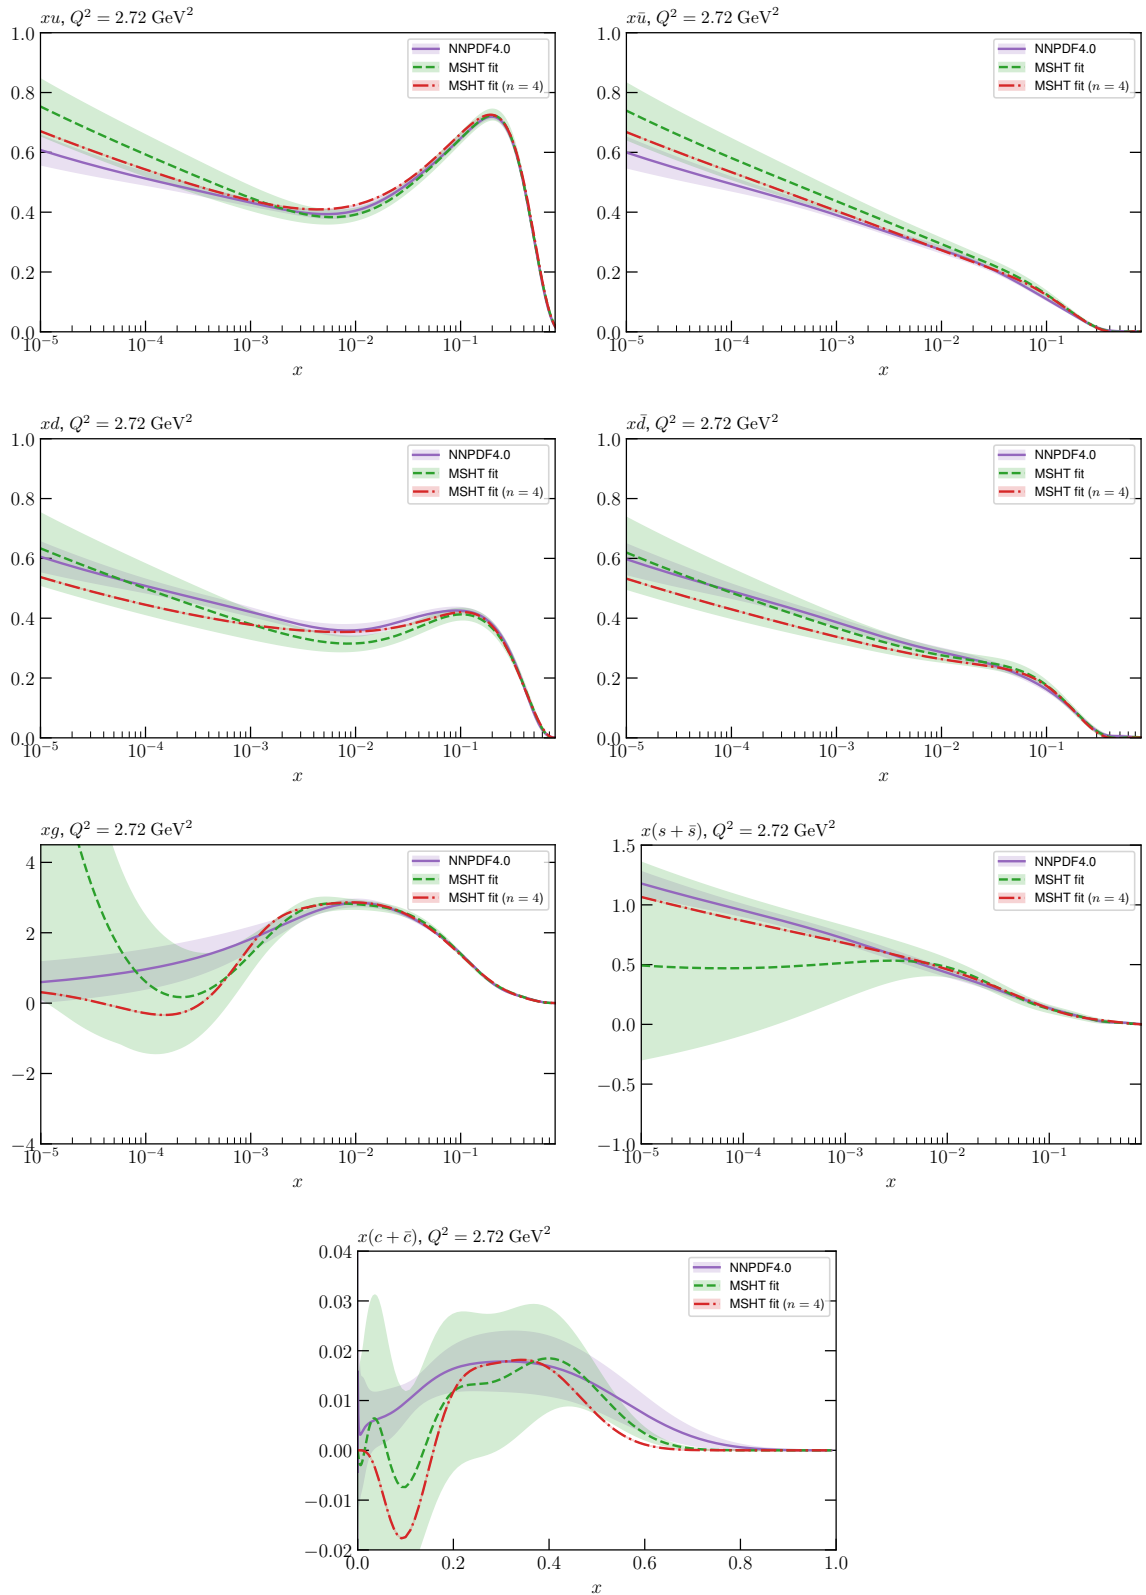 xu, Q² = 2.72 GeV²
NNPDF4.0
MSHT fit
MSHT fit (n = 4)
1.0
0.8
0.6
0.4
0.2
0.0
10⁻⁵
10⁻⁴
10⁻³
10⁻²
10⁻¹
x
xū, Q² = 2.72 GeV²
NNPDF4.0
MSHT fit
MSHT fit (n = 4)
1.0
0.8
0.6
0.4
0.2
0.0
10⁻⁵
10⁻⁴
10⁻³
10⁻²
10⁻¹
x
xd, Q² = 2.72 GeV²
NNPDF4.0
MSHT fit
MSHT fit (n = 4)
1.0
0.8
0.6
0.4
0.2
0.0
10⁻⁵
10⁻⁴
10⁻³
10⁻²
10⁻¹
x
xd̄, Q² = 2.72 GeV²
NNPDF4.0
MSHT fit
MSHT fit (n = 4)
1.0
0.8
0.6
0.4
0.2
0.0
10⁻⁵
10⁻⁴
10⁻³
10⁻²
10⁻¹
x
xg, Q² = 2.72 GeV²
NNPDF4.0
MSHT fit
MSHT fit (n = 4)
4
2
0
−2
−4
10⁻⁵
10⁻⁴
10⁻³
10⁻²
10⁻¹
x
x(s + s̄), Q² = 2.72 GeV²
NNPDF4.0
MSHT fit
MSHT fit (n = 4)
1.5
1.0
0.5
0.0
−0.5
−1.0
10⁻⁵
10⁻⁴
10⁻³
10⁻²
10⁻¹
x
x(c + c̄), Q² = 2.72 GeV²
NNPDF4.0
MSHT fit
MSHT fit (n = 4)
0.04
0.03
0.02
0.01
0.00
−0.01
−0.02
0.0
0.2
0.4
0.6
0.8
1.0
x